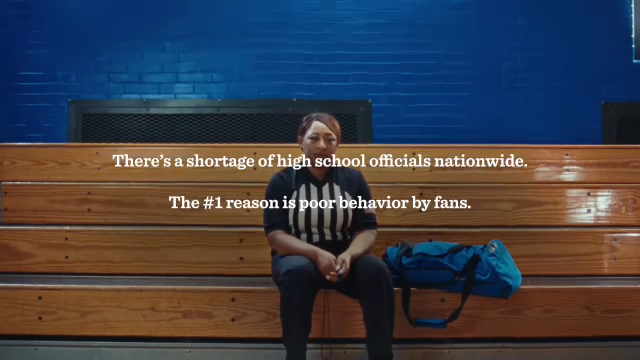 There's a shortage of high school officials nationwide.
The #1 reason is poor behavior by fans.